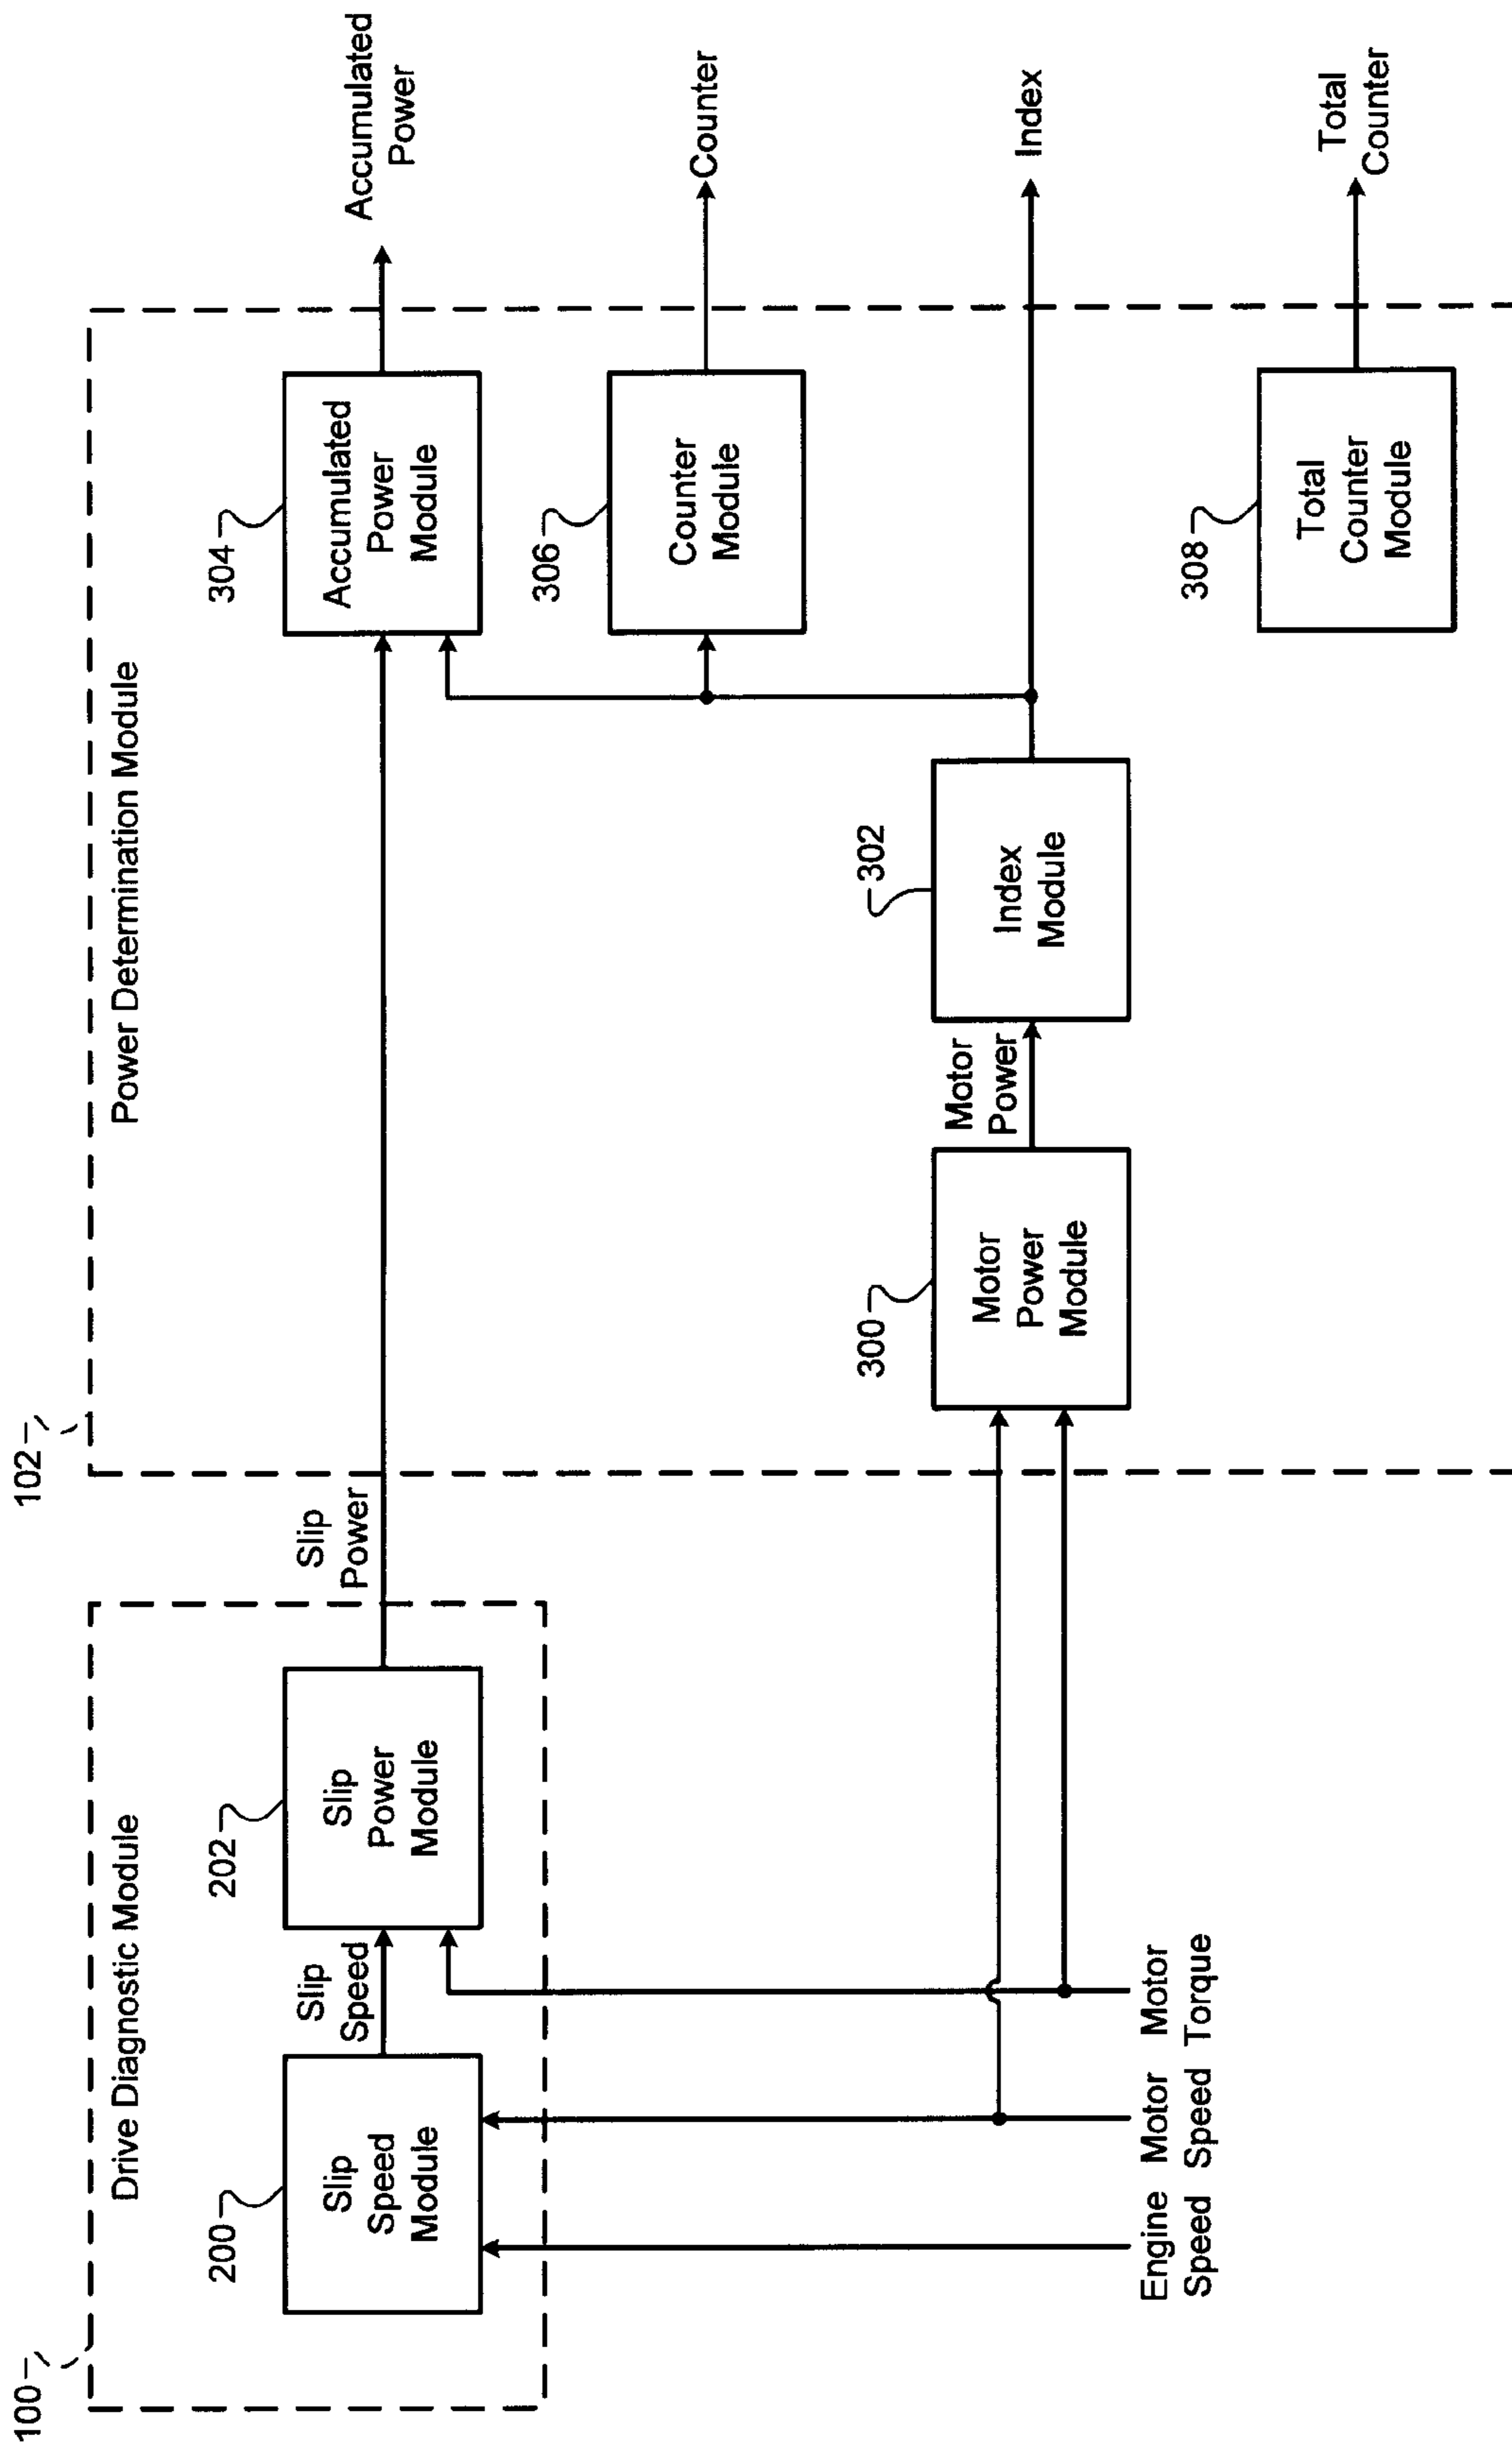 100
Drive Diagnostic Module
200
Slip
Speed
Module
Slip
Speed
202
Slip
Power
Module
Slip
Power
102
Power Determination Module
304
Accumulated
Power
Module
Accumulated
Power
306
Counter
Module
Counter
300
Motor
Power
Module
Motor
Power
302
Index
Module
Index
308
Total
Counter
Module
Total
Counter
Engine
Speed
Motor
Speed
Motor
Torque